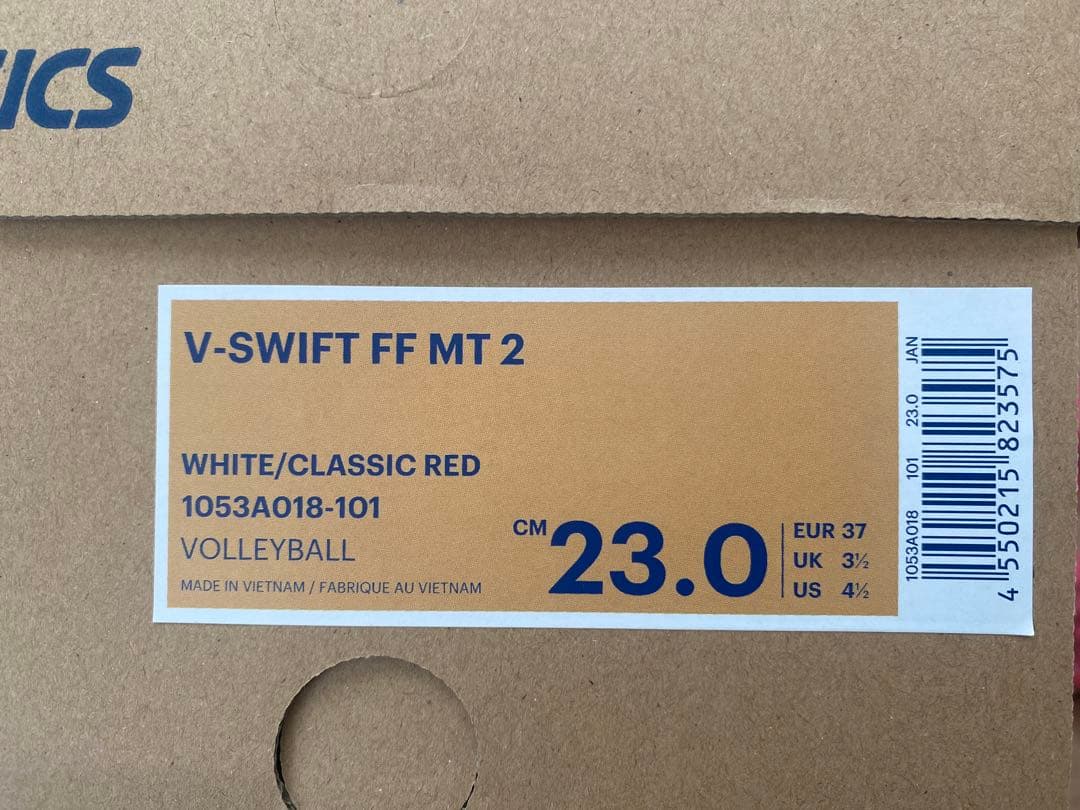 ICS
V-SWIFT FF MT 2
WHITE/CLASSIC RED
1053A018-101
VOLLEYBALL
MADE IN VIETNAM / FABRIQUE AU VIETNAM
CM 23.0
EUR 37
UK 3½
US 4½
1053A018 101 23.0 JAN
4 550215 823575